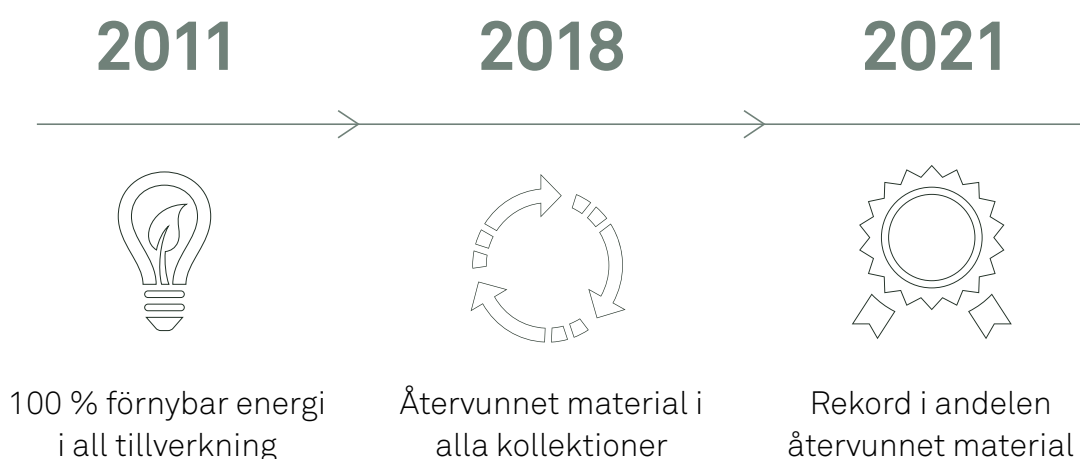 2011
100 % förnybar energi
i all tillverkning
2018
Återvunnet material i
alla kollektioner
2021
Rekord i andelen
återvunnet material